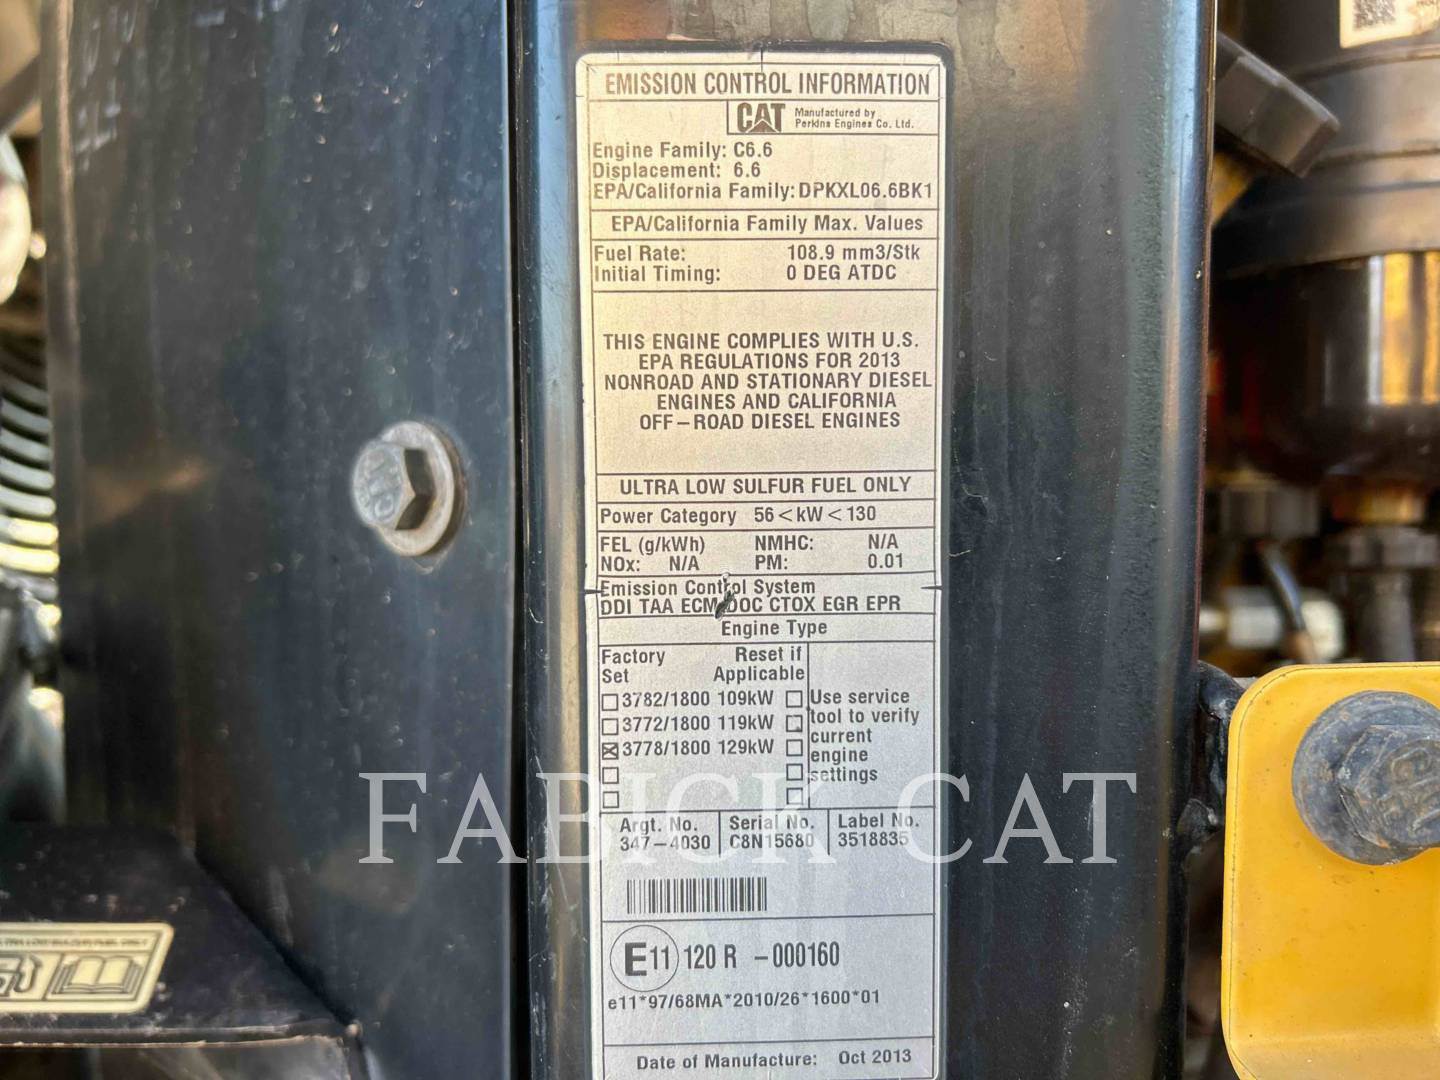 EMISSION CONTROL INFORMATION
CAT Manufactured by
Perkins Engines Co. Ltd.
Engine Family: C6.6
Displacement: 6.6
EPA/California Family: DPKXL06.6BK1
EPA/California Family Max. Values
Fuel Rate: 108.9 mm3/Stk
Initial Timing: 0 DEG ATDC
THIS ENGINE COMPLIES WITH U.S.
EPA REGULATIONS FOR 2013
NONROAD AND STATIONARY DIESEL
ENGINES AND CALIFORNIA
OFF-ROAD DIESEL ENGINES
ULTRA LOW SULFUR FUEL ONLY
Power Category 56<kW<130
FEL (g/kWh) NMHC: N/A
NOx: N/A PM: 0.01
Emission Control System
DDI TAA ECM DOC CTOX EGR EPR
Engine Type
Factory Set
Reset if Applicable
3782/1800 109kW
3772/1800 119kW
3778/1800 129kW
Use service
tool to verify
current
engine
settings
FABICK CAT
Argt. No. Serial No. Label No.
347-4030 C8N15680 3518835
E11 120 R -000160
e11*97/68MA*2010/26*1600*01
Date of Manufacture: Oct 2013